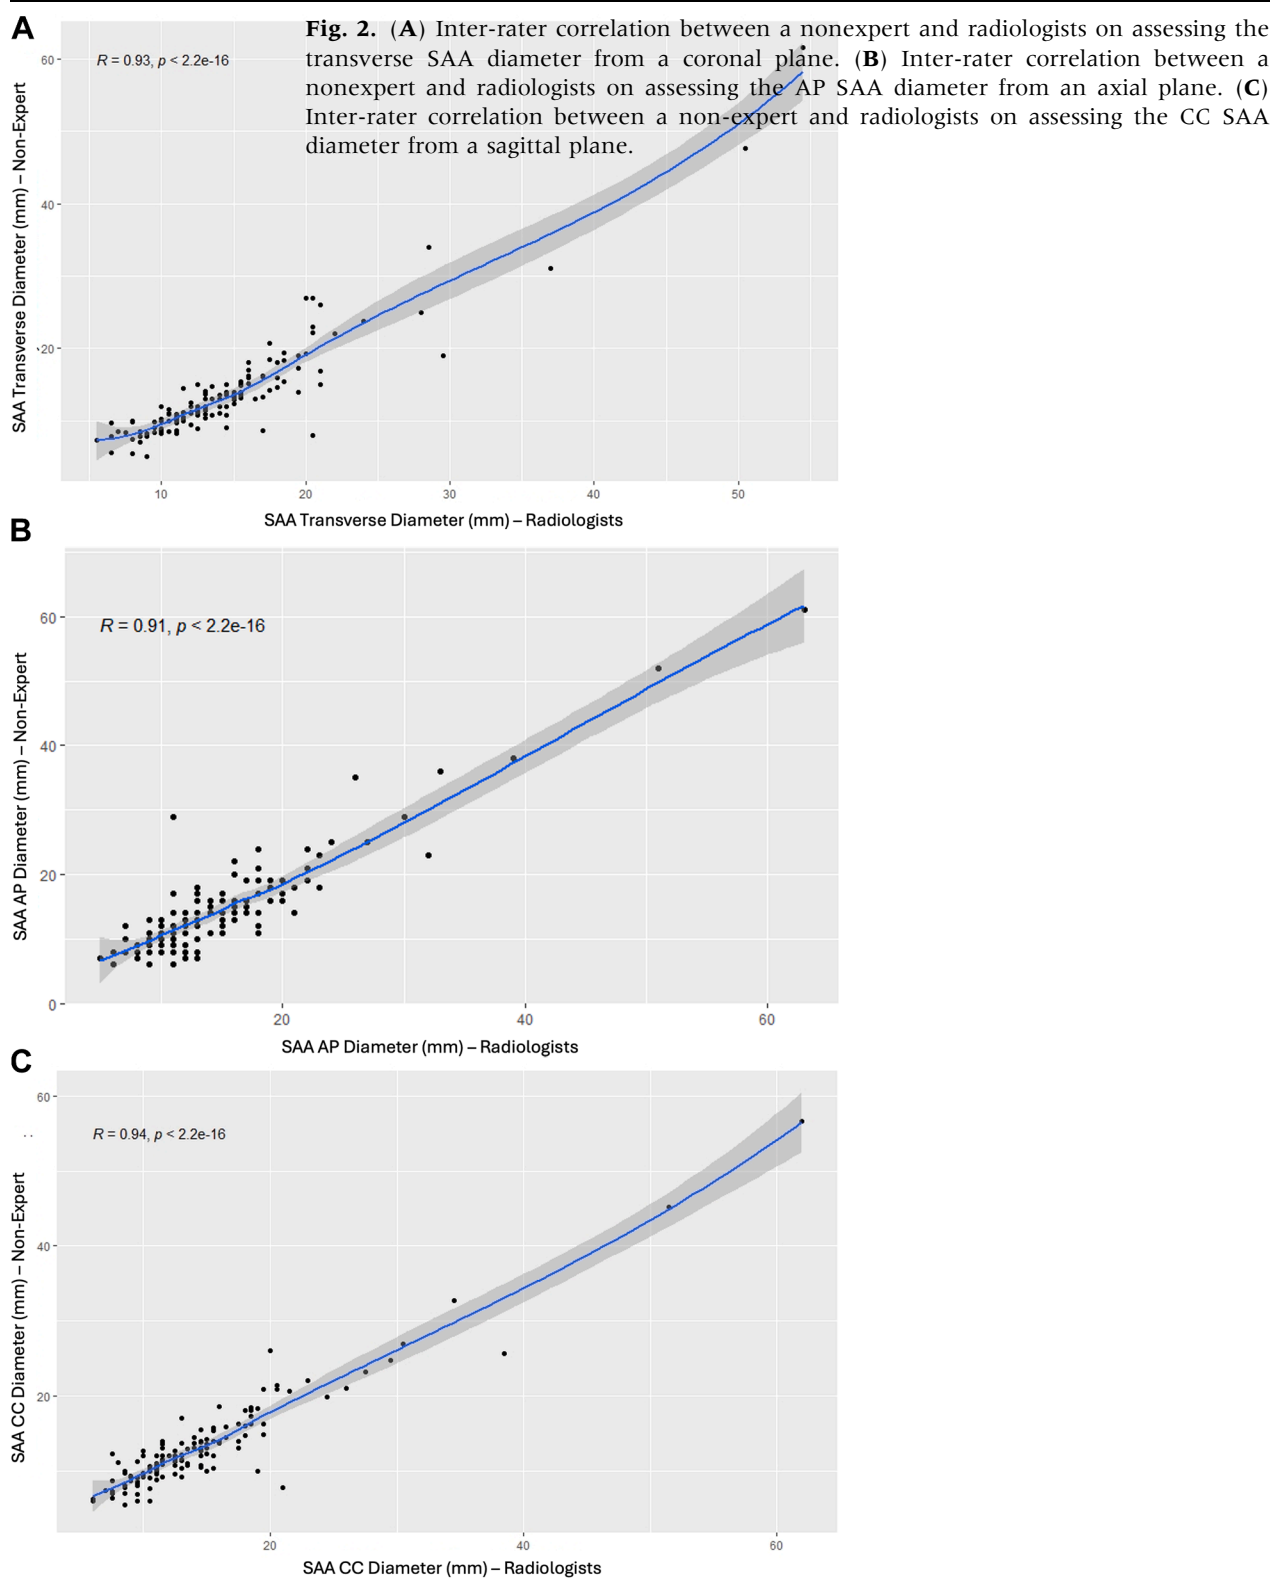 A
Fig. 2. (A) Inter-rater correlation between a nonexpert and radiologists on assessing the
transverse SAA diameter from a coronal plane. (B) Inter-rater correlation between a
nonexpert and radiologists on assessing the AP SAA diameter from an axial plane. (C)
Inter-rater correlation between a non-expert and radiologists on assessing the CC SAA
diameter from a sagittal plane.
R = 0.93, p < 2.2e-16
SAA Transverse Diameter (mm) – Non-Expert
60
40
20
10 20 30 40 50
SAA Transverse Diameter (mm) – Radiologists
B
R = 0.91, p < 2.2e-16
SAA AP Diameter (mm) – Non-Expert
60
40
20
0
20 40 60
SAA AP Diameter (mm) – Radiologists
C
R = 0.94, p < 2.2e-16
SAA CC Diameter (mm) – Non-Expert
60
40
20
20 40 60
SAA CC Diameter (mm) – Radiologists